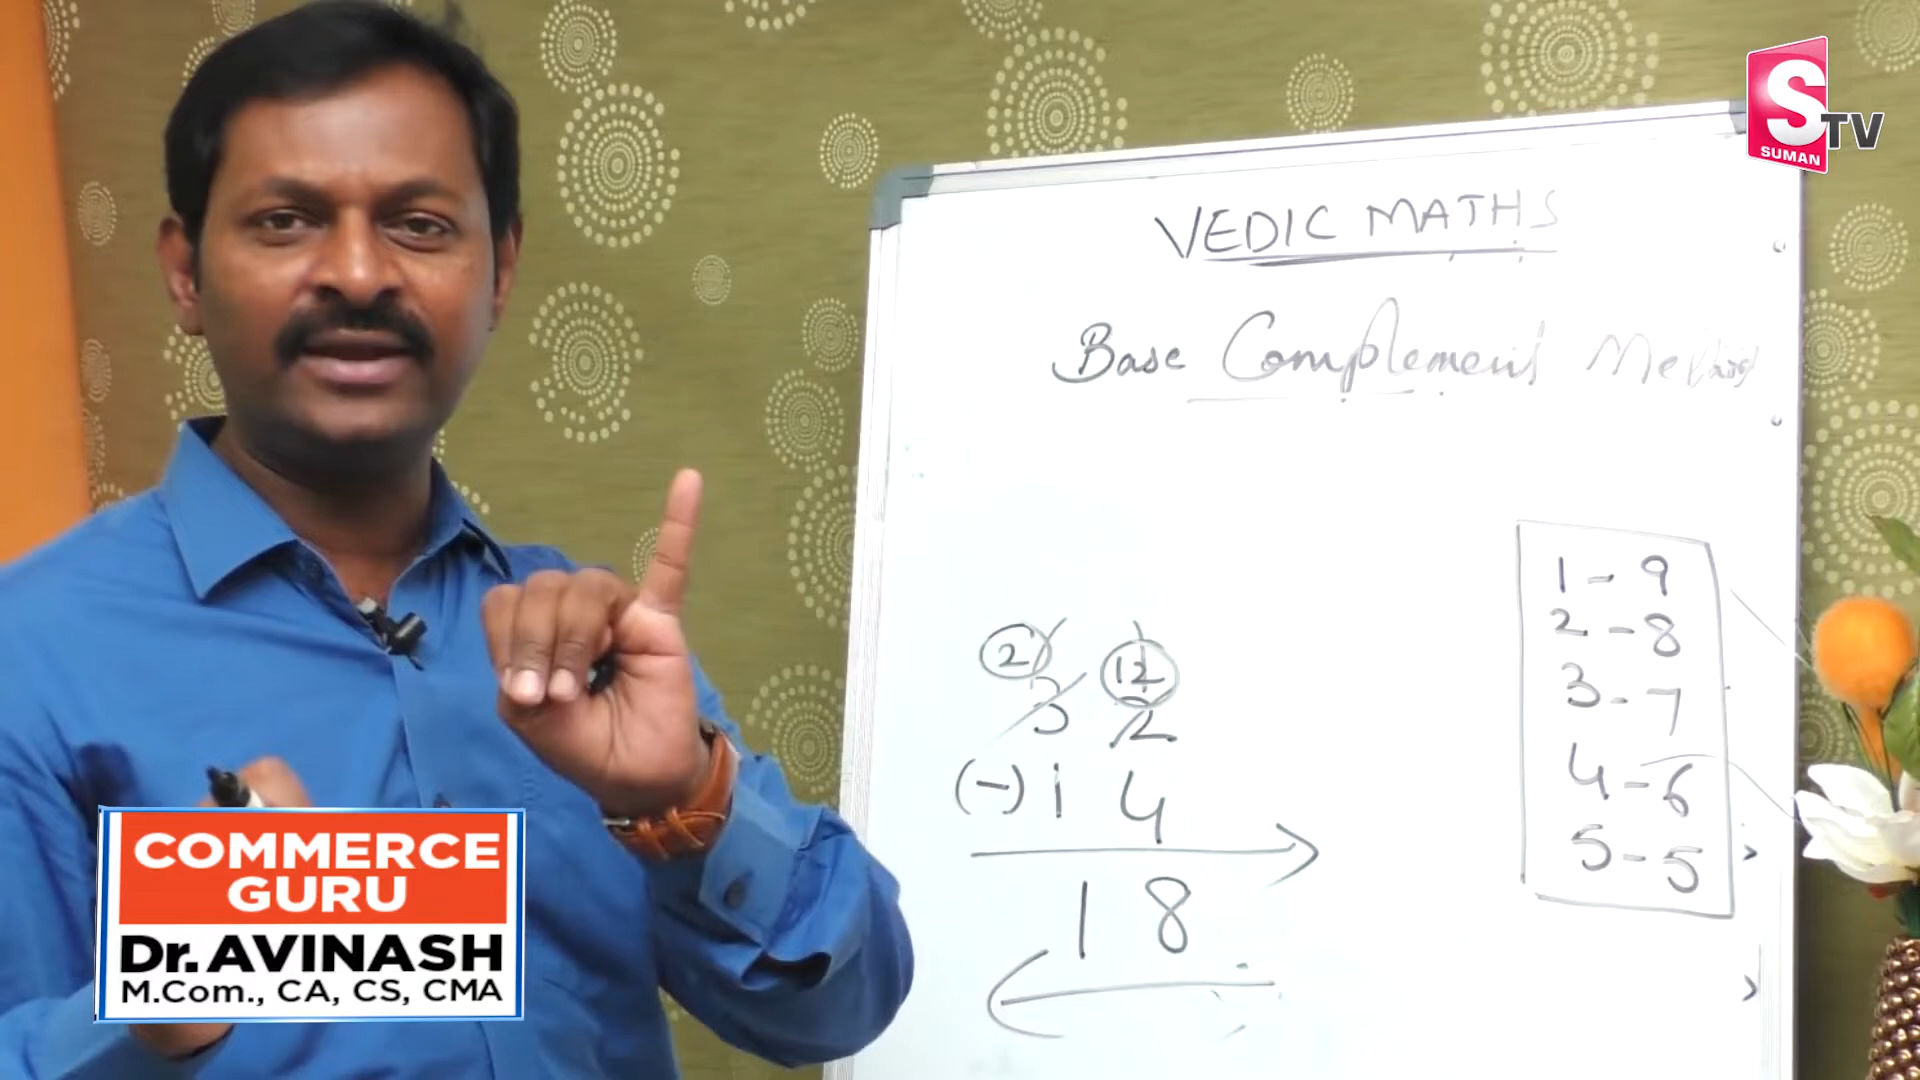 S
TV
SUMAN
VEDIC MATHS
Base Complement Method
2 12
3 2
(-) 1 4
1 8
1 - 9
2 - 8
3 - 7
4 - 6
5 - 5
COMMERCE
GURU
Dr. AVINASH
M.Com., CA, CS, CMA